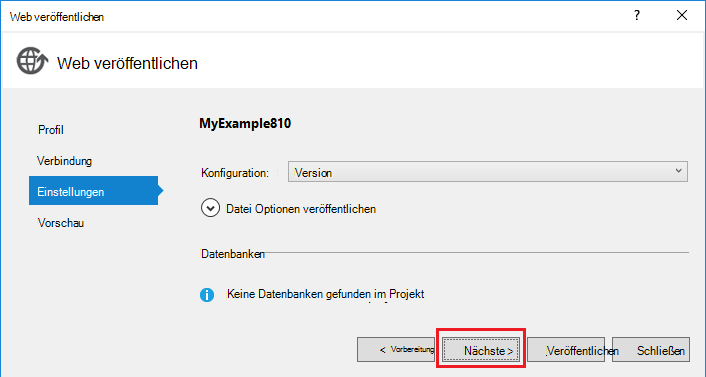 Web veröffentlichen
?
Web veröffentlichen
MyExample810
Profil
Verbindung
Einstellungen
Vorschau
Konfiguration:
Version
Datei Optionen veröffentlichen
Datenbanken
Keine Datenbanken gefunden im Projekt
< Vorbereitung
Nächste >
Veröffentlichen
Schließen